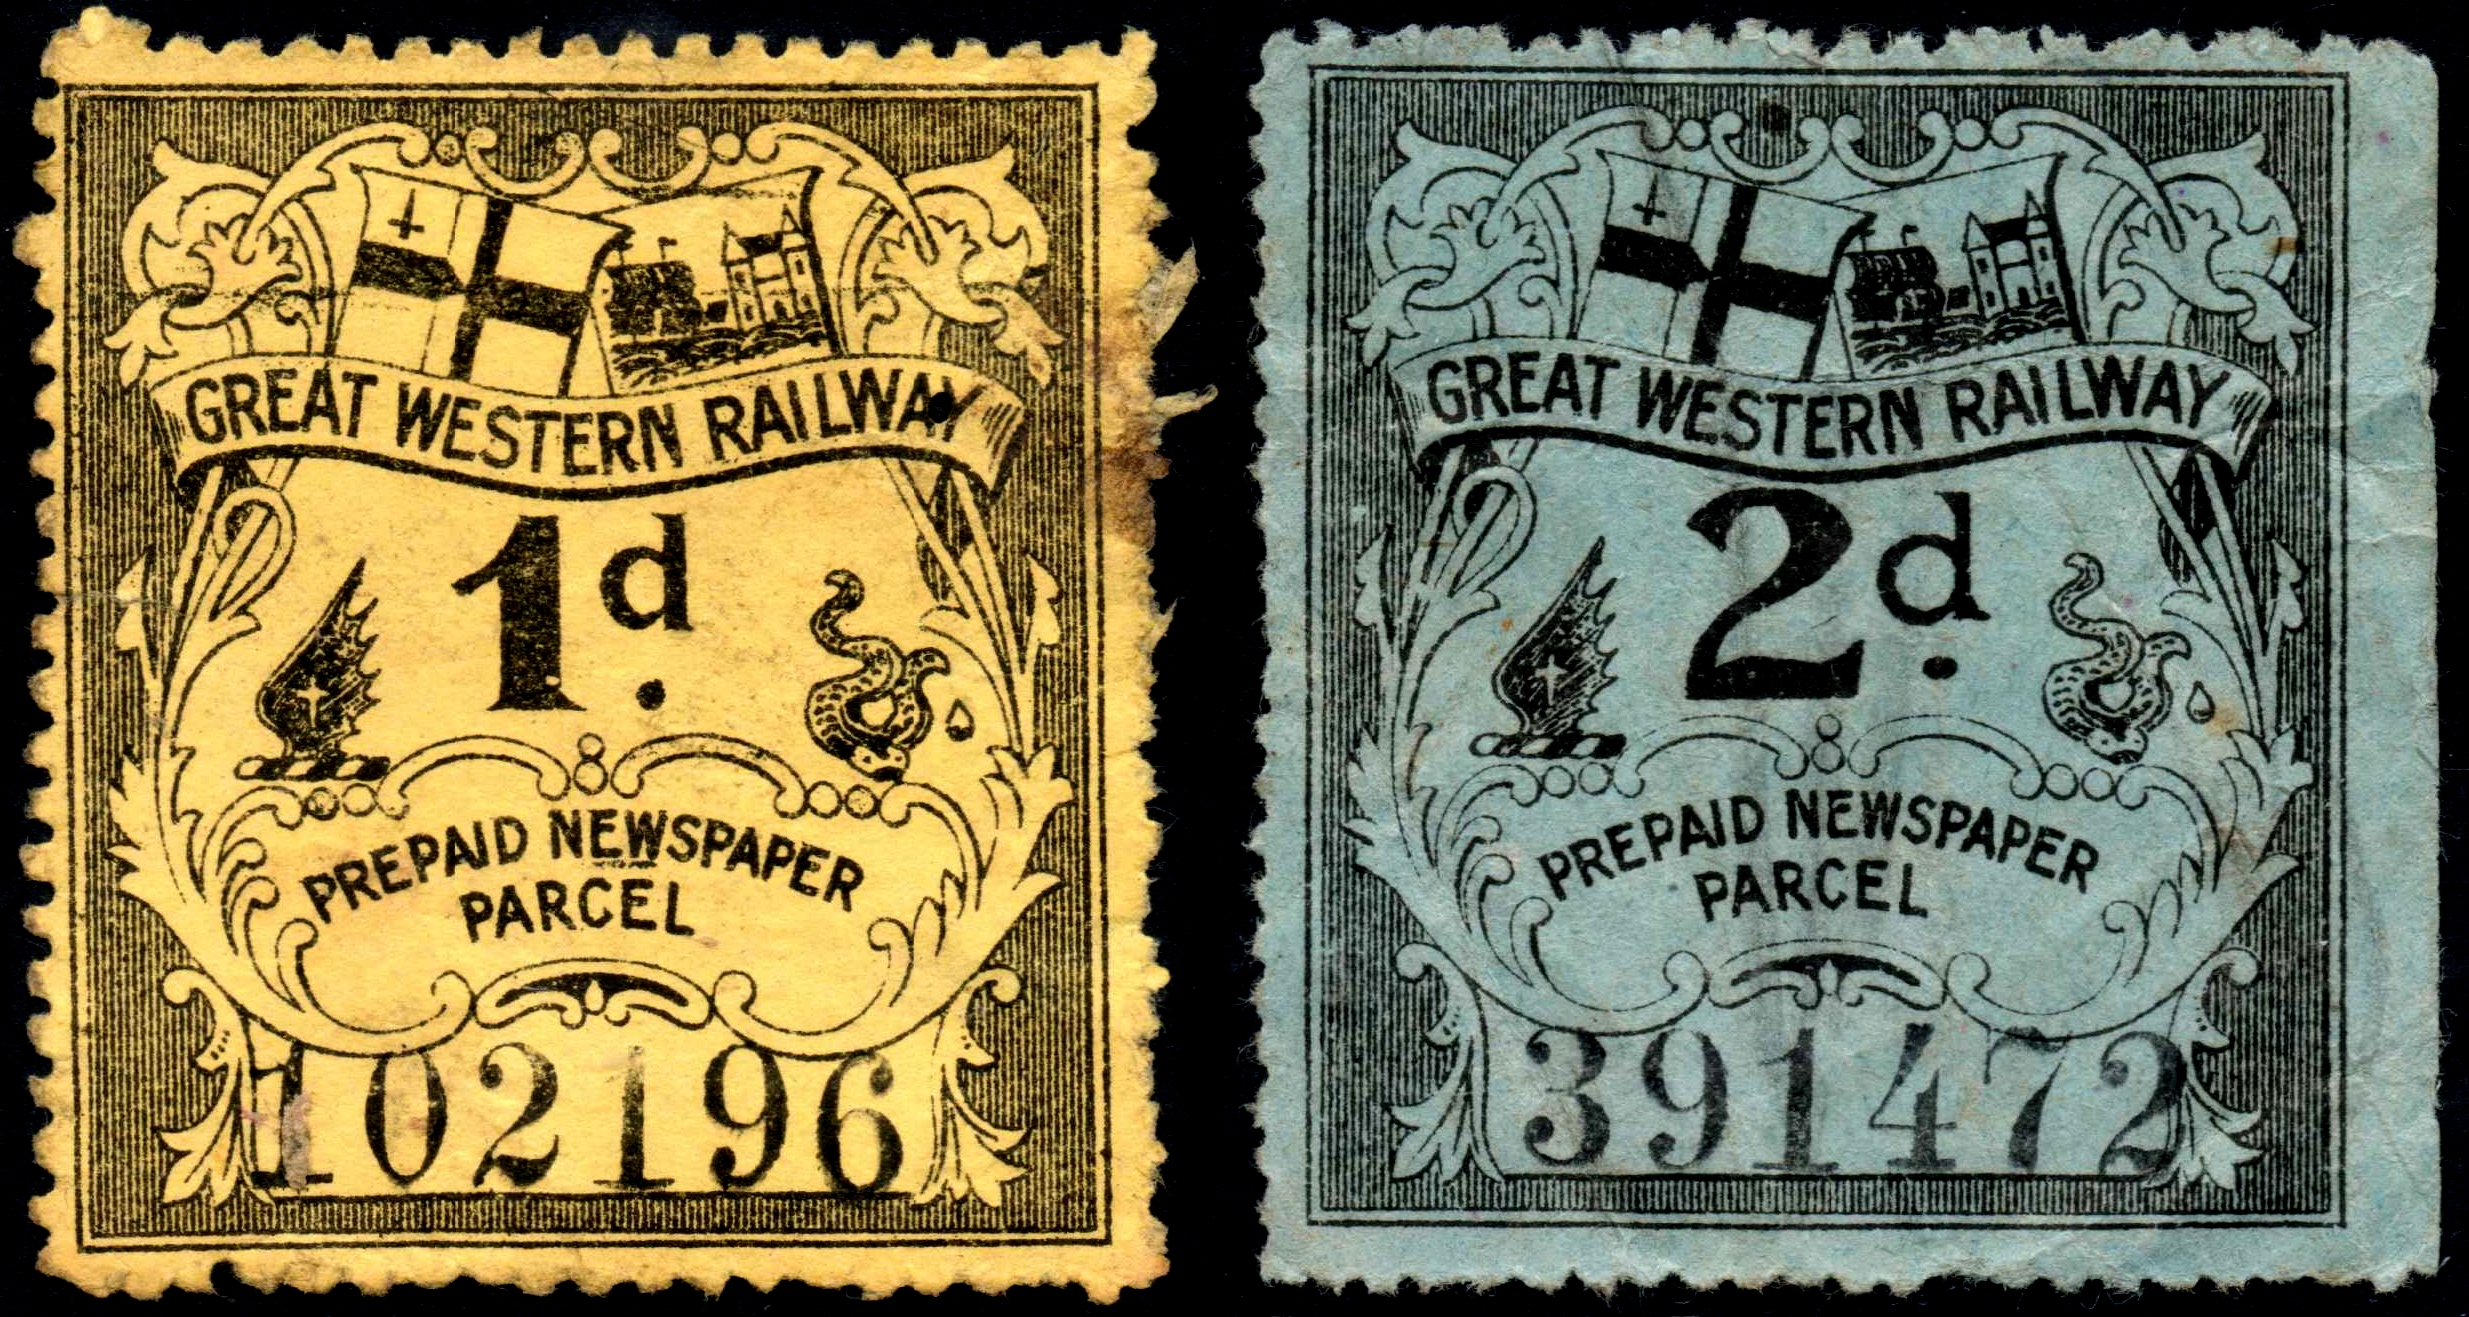 GREAT WESTERN RAILWAY
1d.
PREPAID NEWSPAPER
PARCEL
102196
GREAT WESTERN RAILWAY
2d.
PREPAID NEWSPAPER
PARCEL
391472